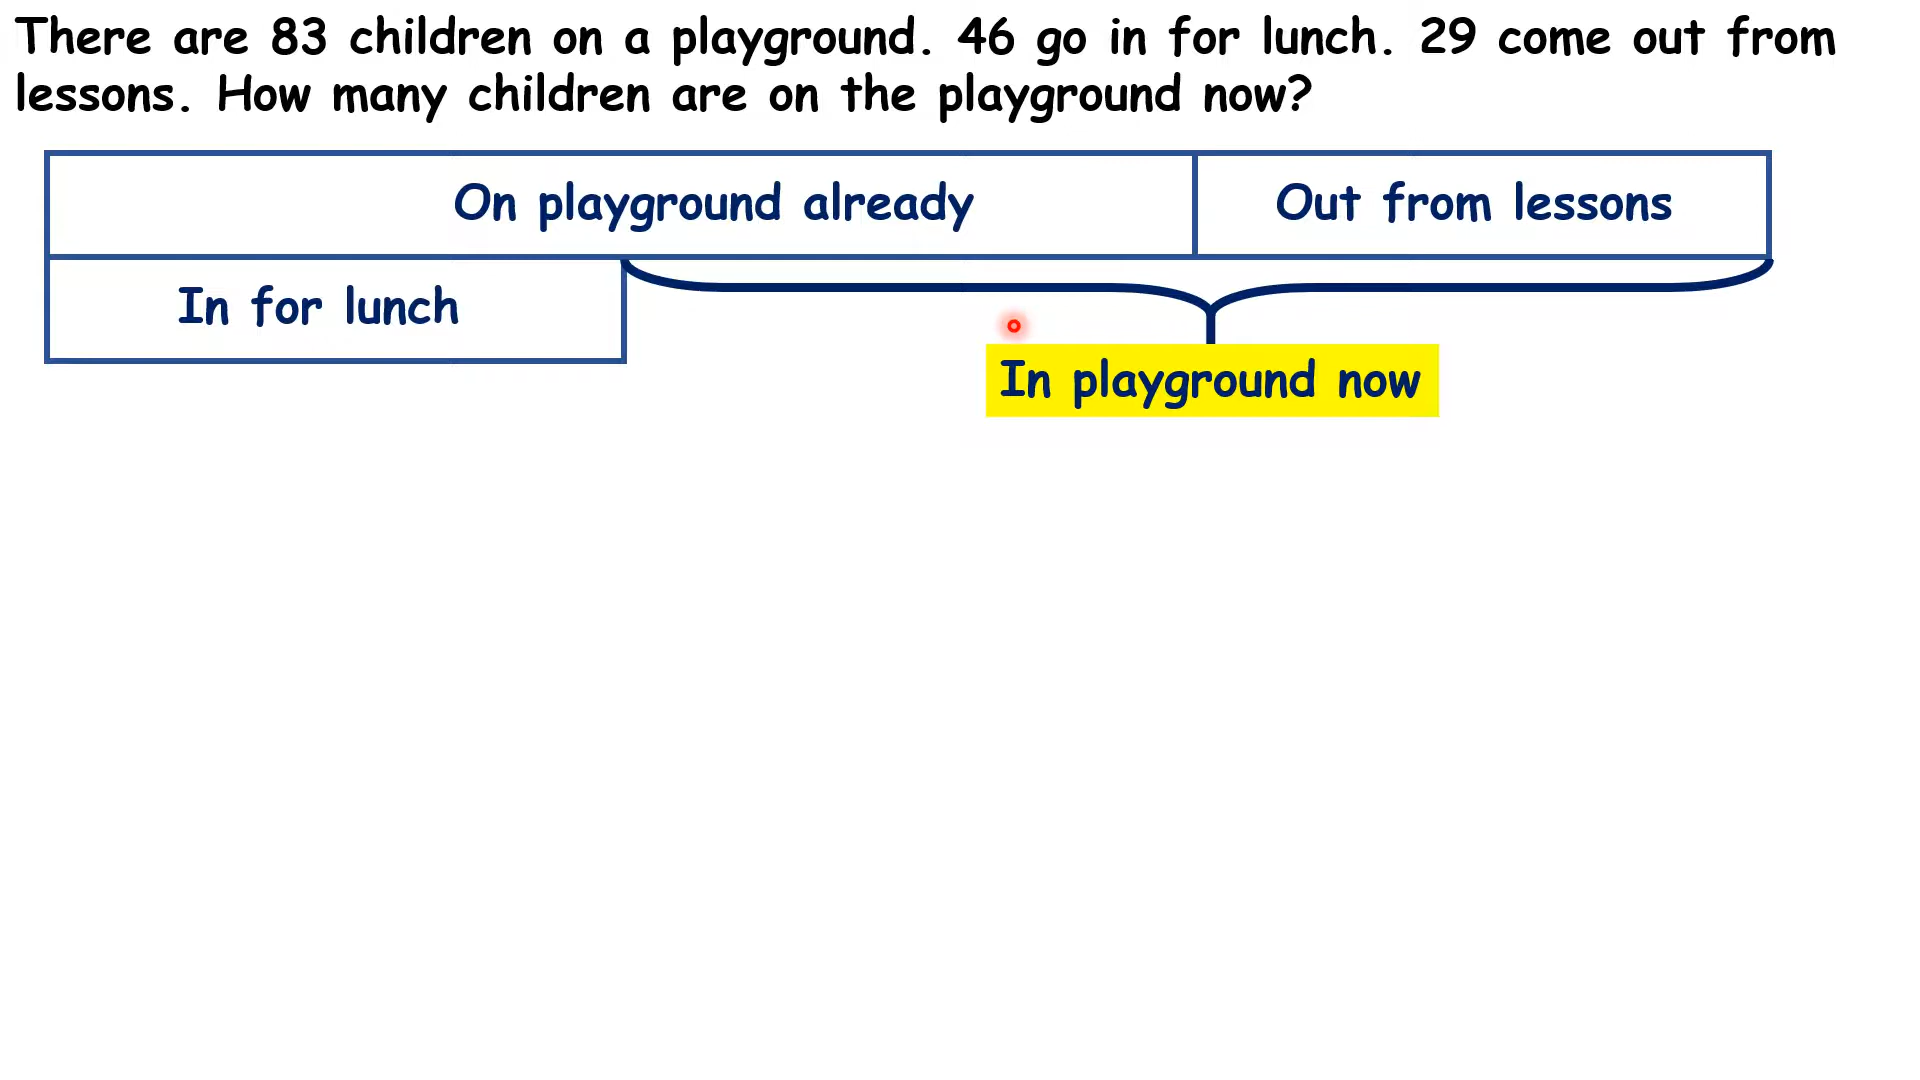 There are 83 children on a playground. 46 go in for lunch. 29 come out from
lessons. How many children are on the playground now?
On playground already
Out from lessons
In for lunch
In playground now